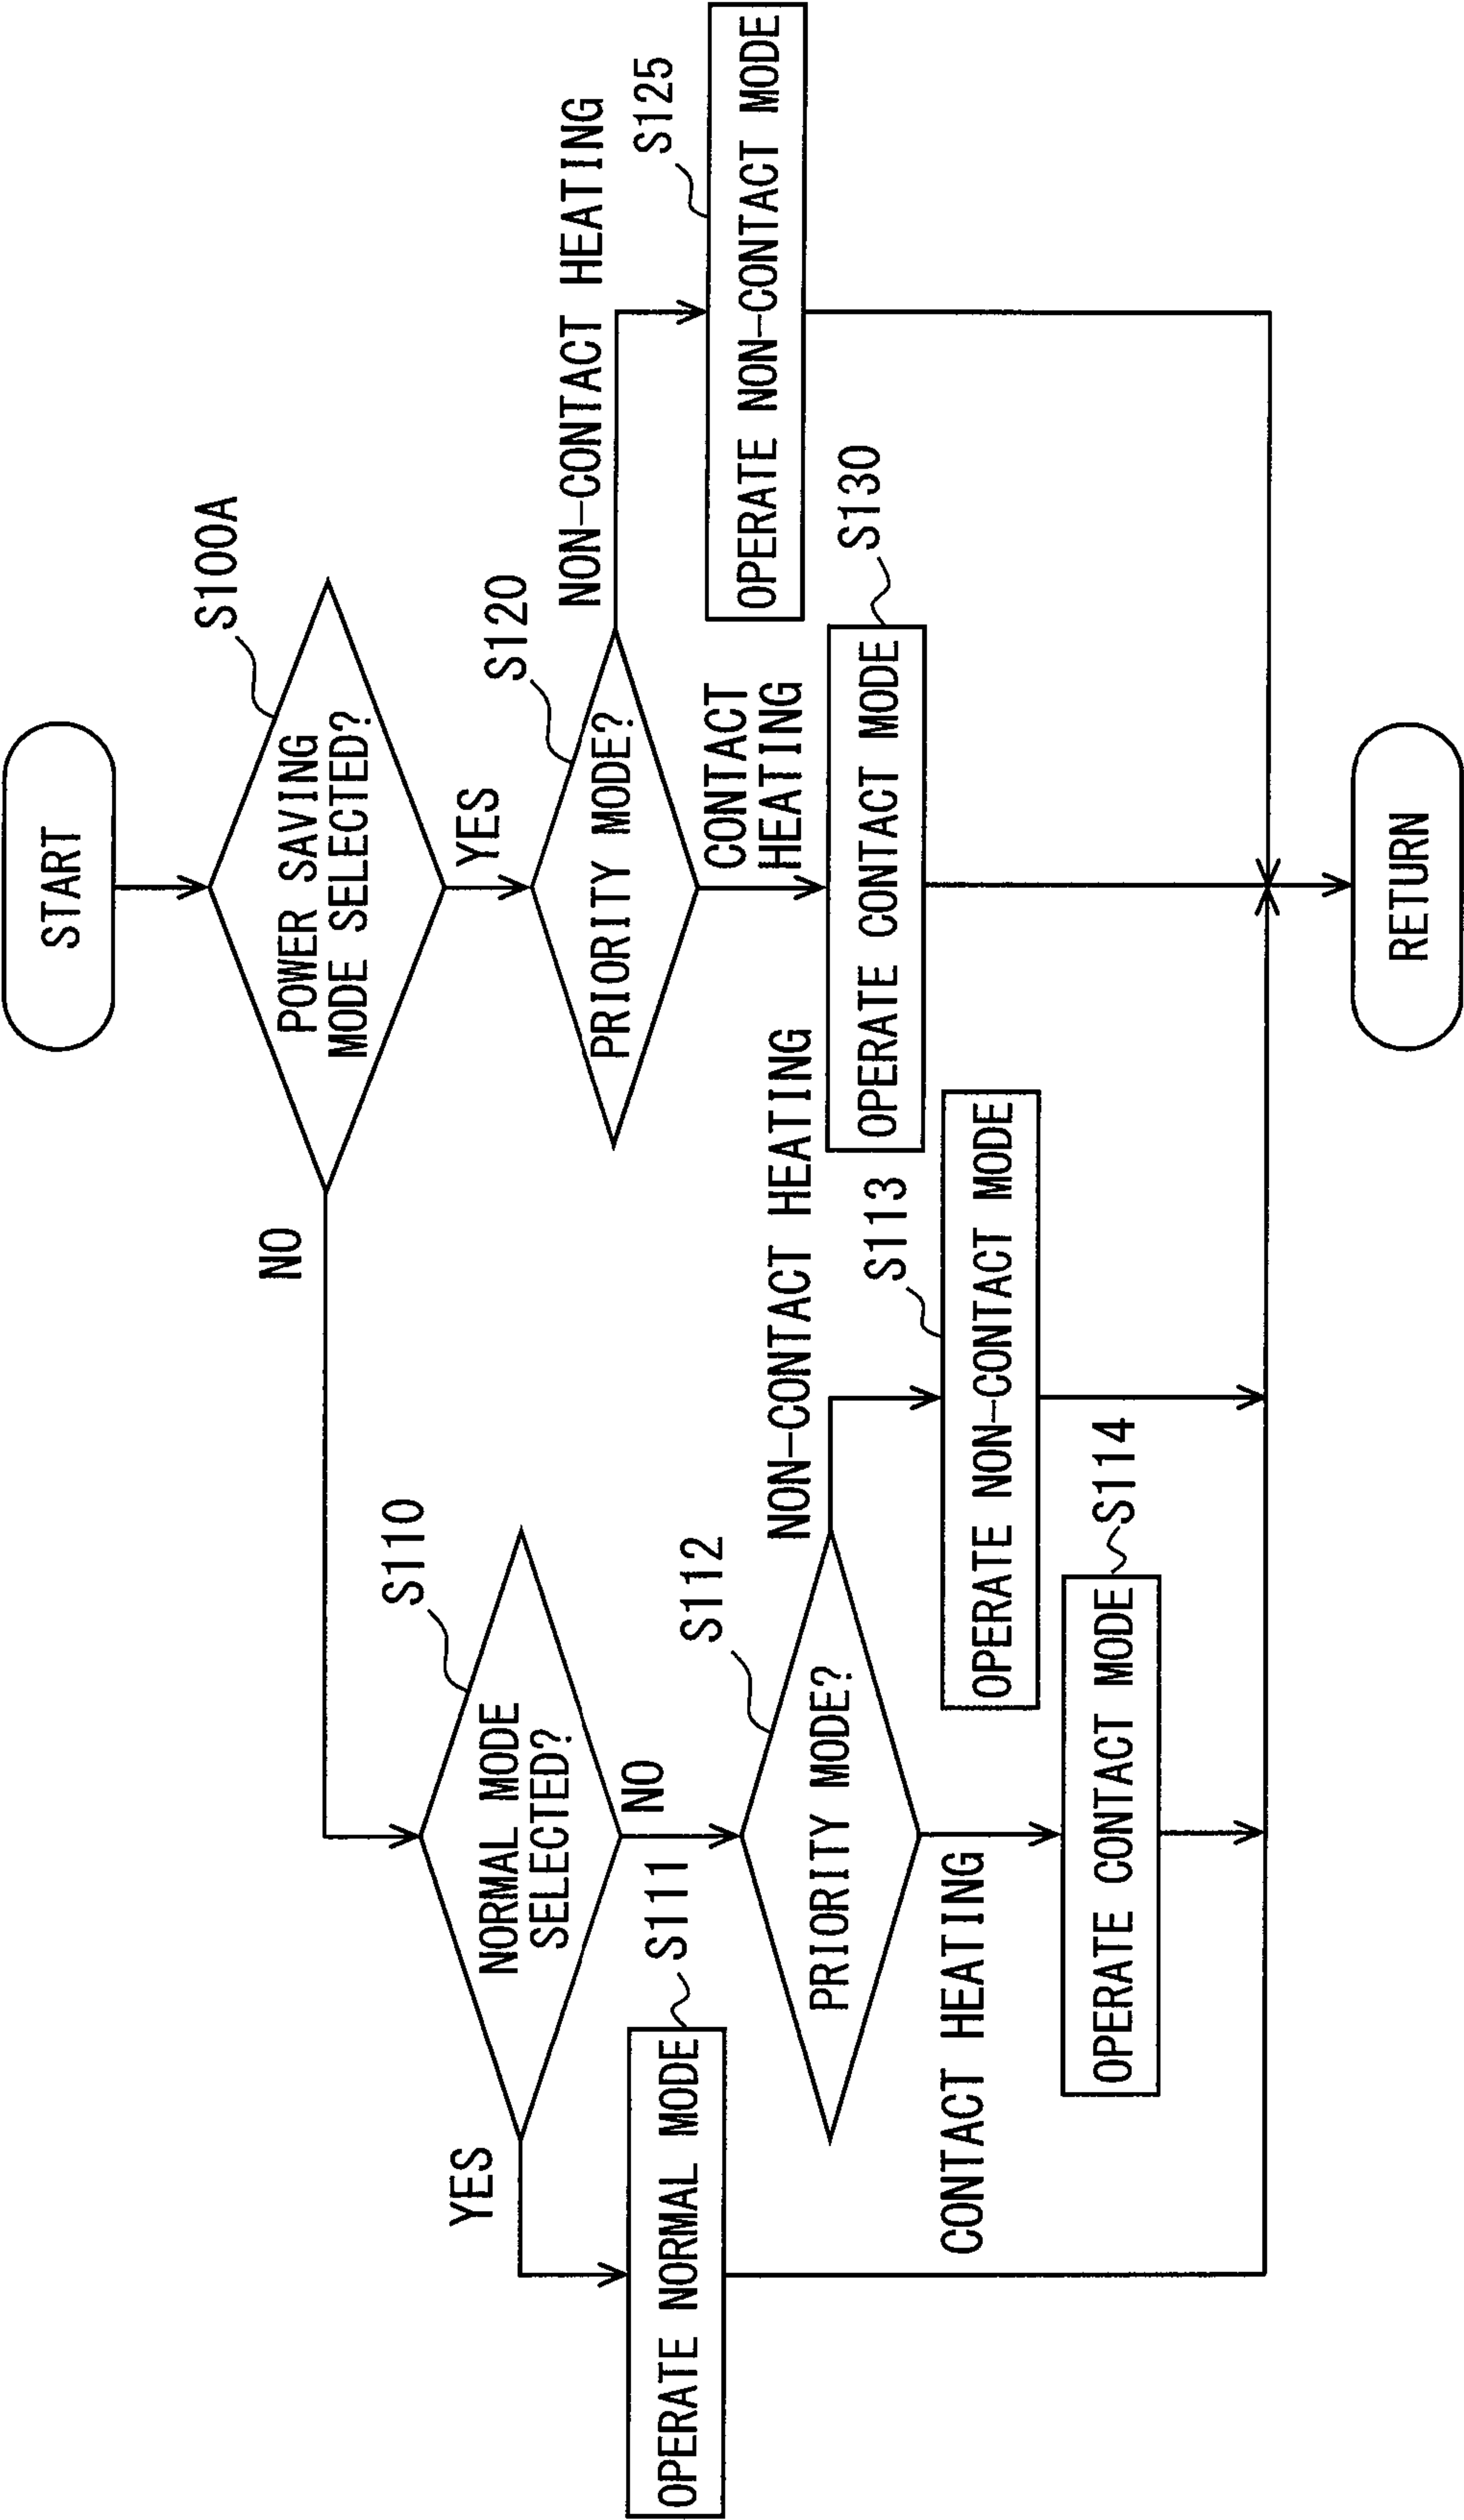 START
S100A
POWER SAVING
MODE SELECTED?
NO
YES
S110
NORMAL MODE
SELECTED?
YES
NO
S120
PRIORITY MODE?
NON-CONTACT HEATING
CONTACT
HEATING
S111
OPERATE NORMAL MODE
S112
PRIORITY MODE?
NON-CONTACT HEATING
CONTACT HEATING
S125
OPERATE NON-CONTACT MODE
S130
OPERATE CONTACT MODE
S113
OPERATE NON-CONTACT MODE
S114
OPERATE CONTACT MODE
RETURN